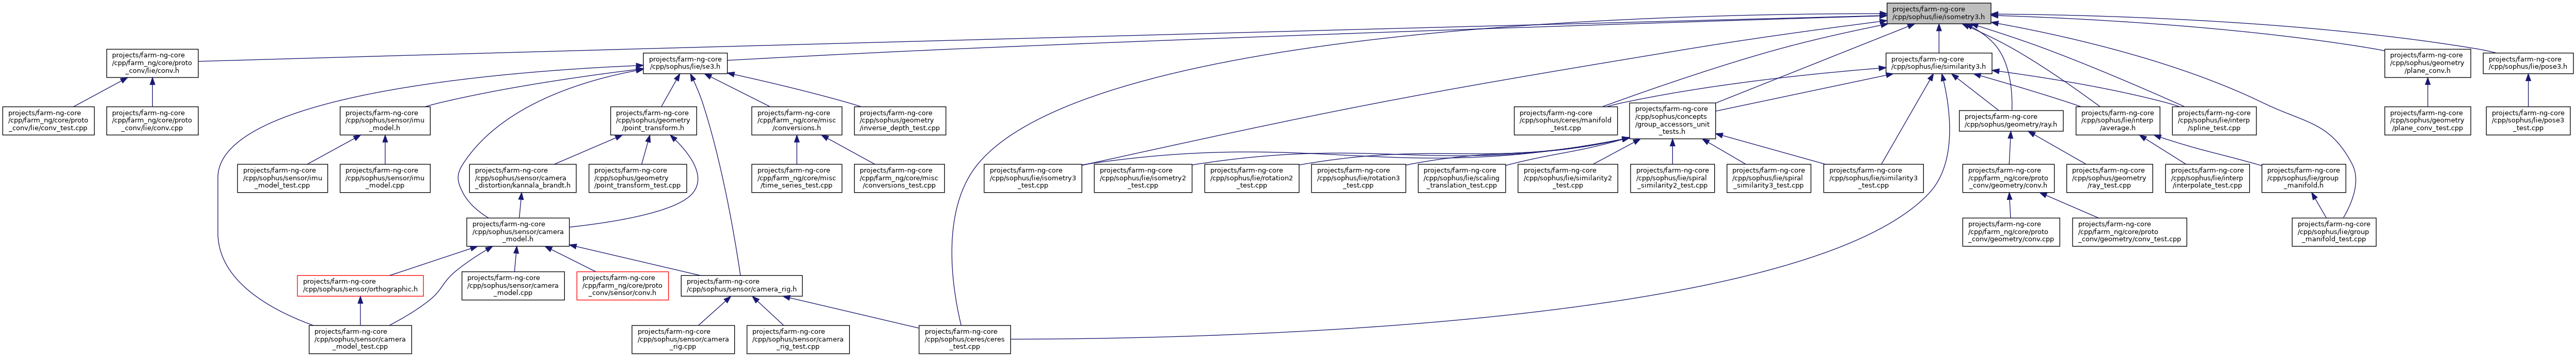 projects/farm-ng-core
/cpp/sophus/lie/isometry3.h
projects/farm-ng-core/proto
/cpp/farm_ng/core/proto
_conv/lie/conv.h
projects/farm-ng-core
/cpp/sophus/lie/se3.h
projects/farm-ng-core
/cpp/sophus/lie/similarity3.h
projects/farm-ng-core
/cpp/sophus/geometry
/plane_conv.h
projects/farm-ng-core
/cpp/sophus/lie/pose3.h
projects/farm-ng-core
/cpp/farm_ng/core/proto
_conv/lie/conv_test.cpp
projects/farm-ng-core
/cpp/farm_ng/core/proto
_conv/lie/conv.cpp
projects/farm-ng-core
/cpp/sophus/sensor/imu
_model.h
projects/farm-ng-core
/cpp/sophus/geometry
/point_transform.h
projects/farm-ng-core
/cpp/farm_ng/core/misc
/conversions.h
projects/farm-ng-core
/cpp/sophus/geometry
/inverse_depth_test.cpp
projects/farm-ng-core
/cpp/sophus/ceres/manifold
_test.cpp
projects/farm-ng-core
/cpp/sophus/concepts
/group_accessors_unit
_tests.h
projects/farm-ng-core
/cpp/sophus/geometry/ray.h
projects/farm-ng-core
/cpp/sophus/lie/interp
/average.h
projects/farm-ng-core
/cpp/sophus/lie/interp
/spline_test.cpp
projects/farm-ng-core
/cpp/sophus/geometry
/plane_conv_test.cpp
projects/farm-ng-core
/cpp/sophus/lie/pose3
_test.cpp
projects/farm-ng-core
/cpp/sophus/sensor/imu
_model_test.cpp
projects/farm-ng-core
/cpp/sophus/sensor/imu
_model.cpp
projects/farm-ng-core
/cpp/sophus/sensor/camera
_distortion/kannala_brandt.h
projects/farm-ng-core
/cpp/sophus/geometry
/point_transform_test.cpp
projects/farm-ng-core
/cpp/farm_ng/core/misc
/time_series_test.cpp
projects/farm-ng-core
/cpp/farm_ng/core/misc
/conversions_test.cpp
projects/farm-ng-core
/cpp/sophus/lie/isometry3
_test.cpp
projects/farm-ng-core
/cpp/sophus/lie/isometry2
_test.cpp
projects/farm-ng-core
/cpp/sophus/lie/rotation2
_test.cpp
projects/farm-ng-core
/cpp/sophus/lie/rotation3
_test.cpp
projects/farm-ng-core
/cpp/sophus/lie/scaling
_translation_test.cpp
projects/farm-ng-core
/cpp/sophus/lie/similarity2
_test.cpp
projects/farm-ng-core
/cpp/sophus/lie/spiral
_similarity2_test.cpp
projects/farm-ng-core
/cpp/sophus/lie/spiral
_similarity3_test.cpp
projects/farm-ng-core
/cpp/sophus/lie/similarity3
_test.cpp
projects/farm-ng-core
/cpp/farm_ng/core/proto
_conv/geometry/conv.h
projects/farm-ng-core
/cpp/sophus/geometry
/ray_test.cpp
projects/farm-ng-core
/cpp/sophus/lie/interp
/interpolate_test.cpp
projects/farm-ng-core
/cpp/sophus/lie/group
_manifold.h
projects/farm-ng-core
/cpp/sophus/sensor/camera
_model.h
projects/farm-ng-core
/cpp/farm_ng/core/proto
_conv/geometry/conv.cpp
projects/farm-ng-core
/cpp/farm_ng/core/proto
_conv/geometry/conv_test.cpp
projects/farm-ng-core
/cpp/sophus/lie/group
_manifold_test.cpp
projects/farm-ng-core
/cpp/sophus/sensor/orthographic.h
projects/farm-ng-core
/cpp/sophus/sensor/camera
_model.cpp
projects/farm-ng-core
/cpp/farm_ng/core/proto
_conv/sensor/conv.h
projects/farm-ng-core
/cpp/sophus/sensor/camera_rig.h
projects/farm-ng-core
/cpp/sophus/sensor/camera
_model_test.cpp
projects/farm-ng-core
/cpp/sophus/sensor/camera
_rig.cpp
projects/farm-ng-core
/cpp/sophus/sensor/camera
_rig_test.cpp
projects/farm-ng-core
/cpp/sophus/ceres/ceres
_test.cpp